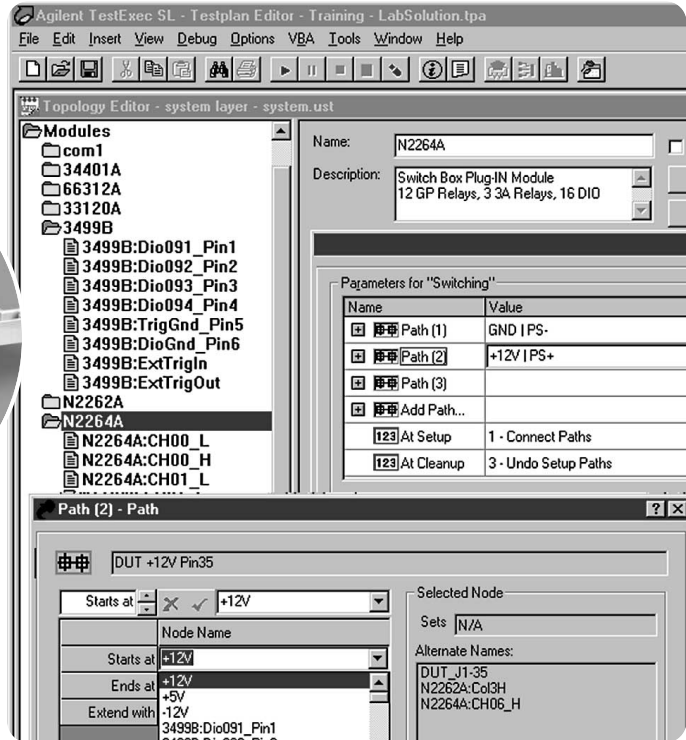 Agilent TestExec SL - Testplan Editor - Training - LabSolution.tpa
File Edit Insert View Debug Options VBA Tools Window Help
Topology Editor - system layer - system.ust
Modules
com1
34401A
66312A
33120A
3499B
3499B:Dio091_Pin1
3499B:Dio092_Pin2
3499B:Dio093_Pin3
3499B:Dio094_Pin4
3499B:TrigGnd_Pin5
3499B:DioGnd_Pin6
3499B:ExtTrigIn
3499B:ExtTrigOut
N2262A
N2264A
N2264A:CH00_L
N2264A:CH00_H
N2264A:CH01_L
Name: N2264A
Description: Switch Box Plug-IN Module
12 GP Relays, 3 3A Relays, 16 DIO
Parameters for "Switching"
Name Value
Path (1) GND | PS-
Path (2) +12V | PS+
Path (3)
Add Path...
123 At Setup 1 - Connect Paths
123 At Cleanup 3 - Undo Setup Paths
Path (2) - Path
DUT +12V Pin35
Starts at +12V
Node Name
Starts at +12V
Ends at +12V
+5V
Extend with -12V
3499B:Dio091_Pin1
Selected Node
Sets N/A
Alternate Names:
DUT_J1-35
N2262A:Col3H
N2264A:CH06_H